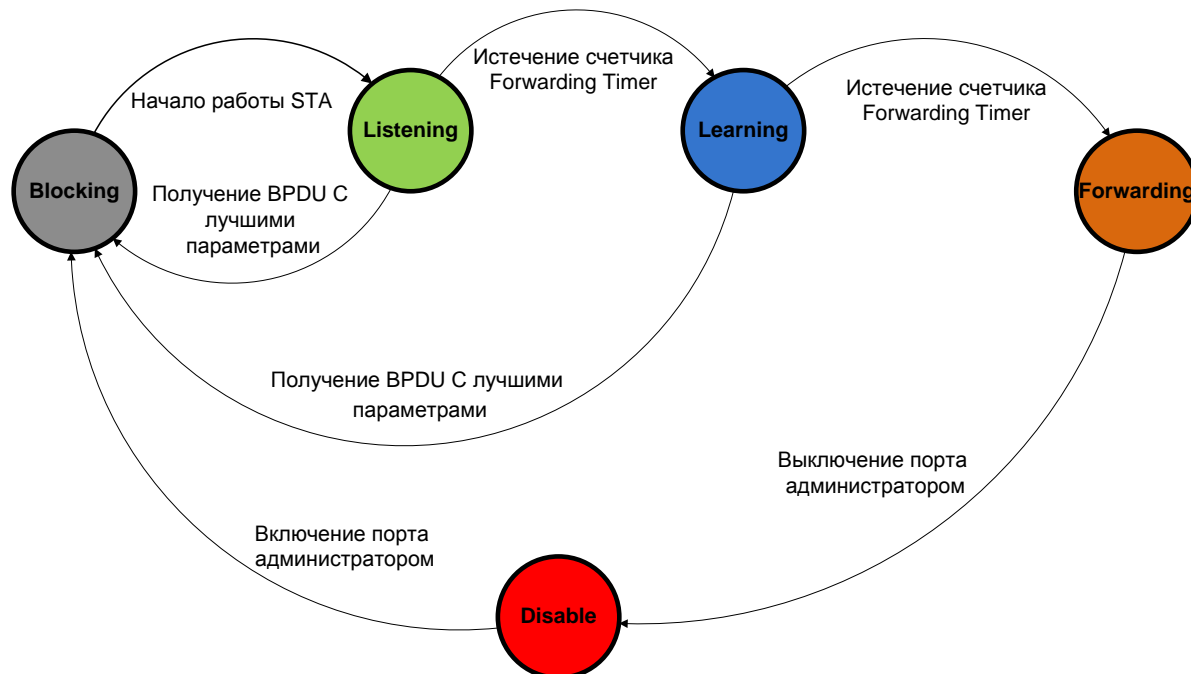 Начало работы STA
Истечение счетчика
Forwarding Timer
Истечение счетчика
Forwarding Timer
Listening
Learning
Blocking
Forwarding
Получение BPDU С
лучшими
параметрами
Получение BPDU С лучшими
параметрами
Выключение порта
администратором
Включение порта
администратором
Disable